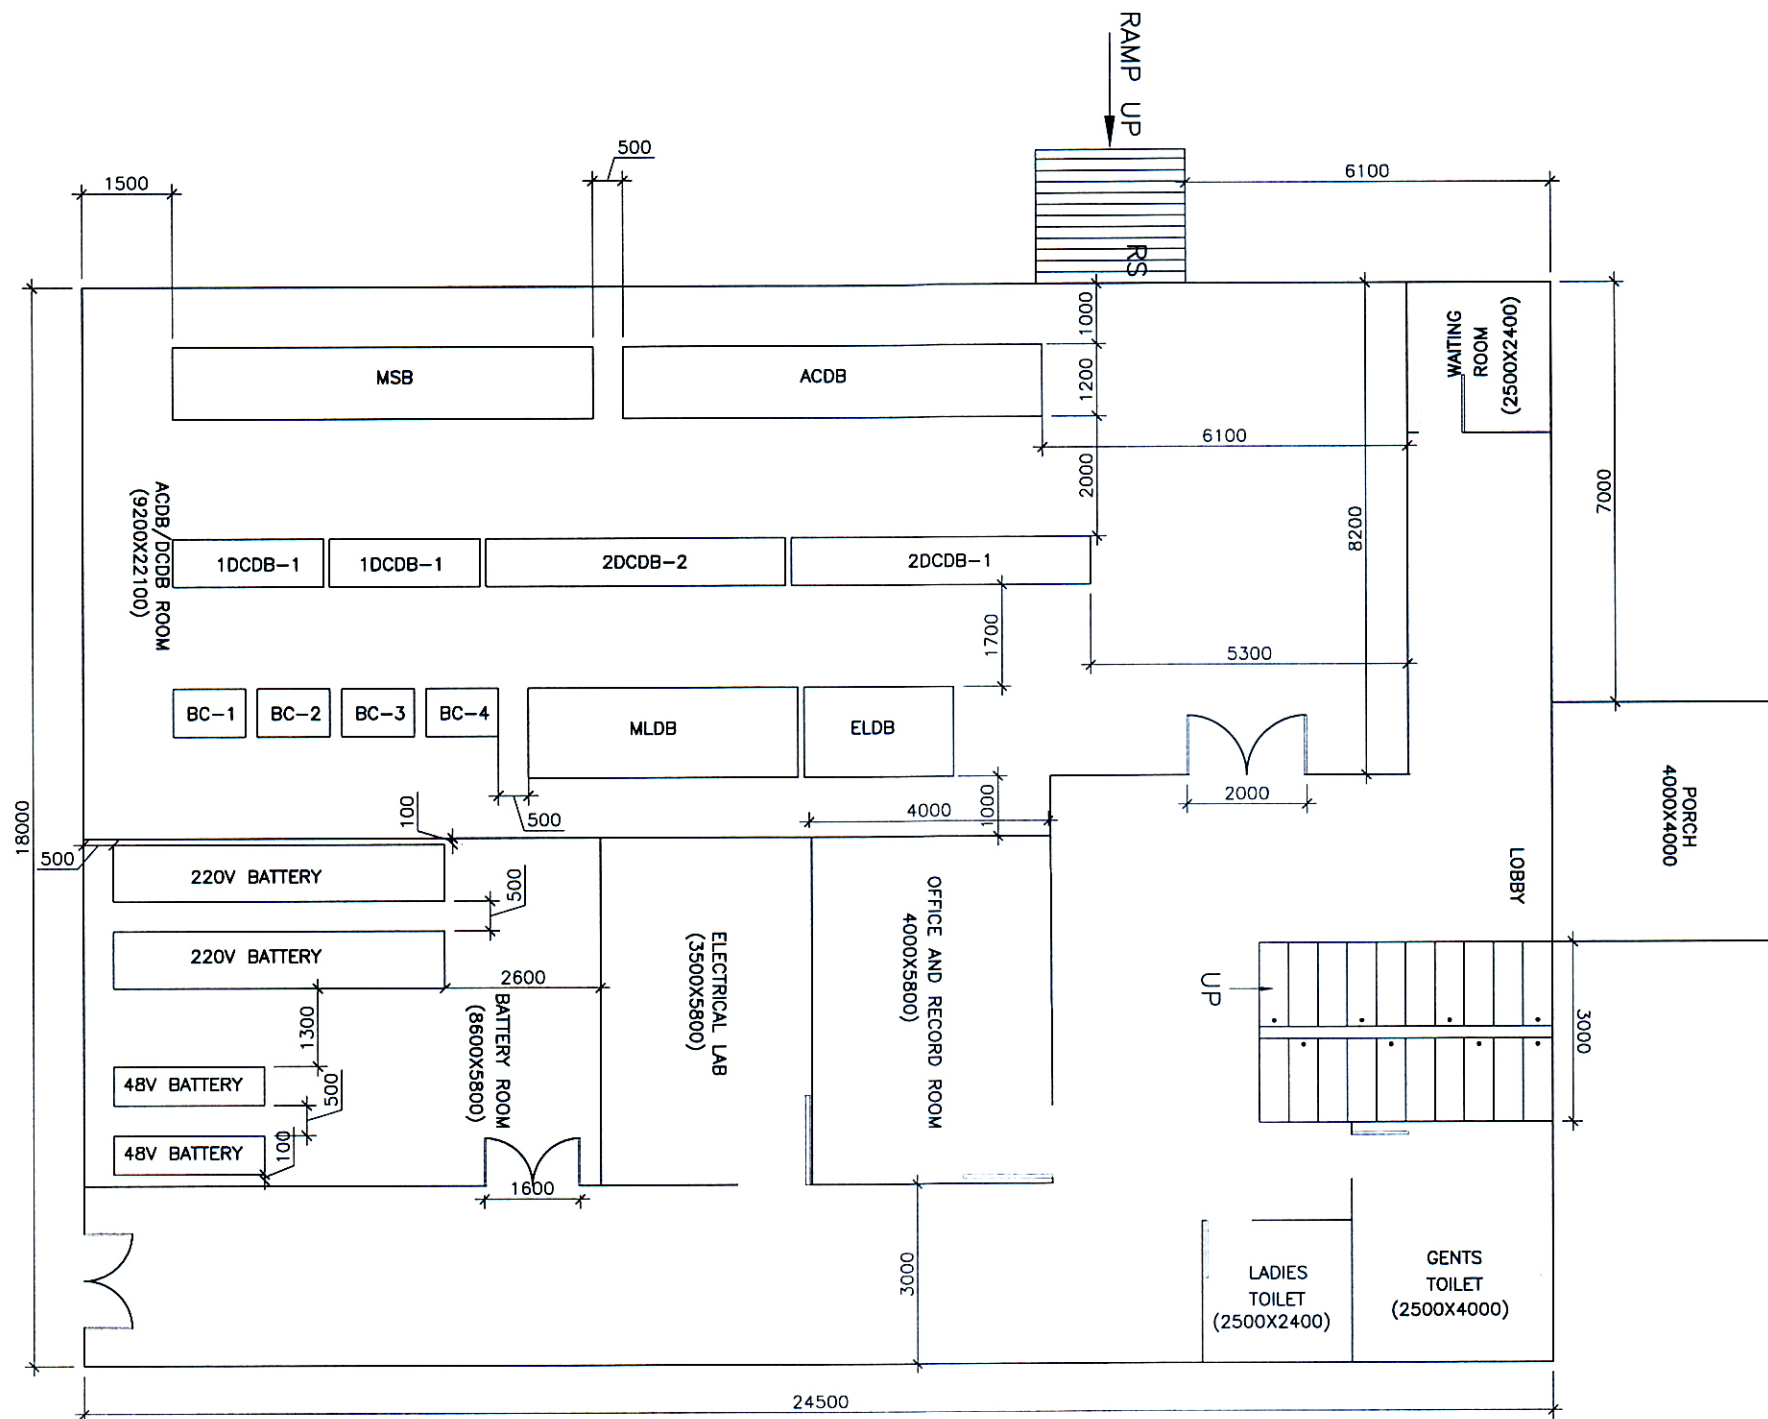 RAMP UP
500
1500
6100
RS
1000
WAITING
ROOM
(2500X2400)
MSB
ACDB
1200
6100
2000
7000
8200
ACDB/DCDB ROOM
(9200X22100)
1DCDB-1
1DCDB-1
2DCDB-2
2DCDB-1
1700
5300
BC-1
BC-2
BC-3
BC-4
MLDB
ELDB
18000
100
500
4000
1000
2000
PORCH
4000X4000
LOBBY
500
220V BATTERY
500
220V BATTERY
2600
1300
BATTERY ROOM
(8600X5800)
ELECTRICAL LAB
(3500X5800)
OFFICE AND RECORD ROOM
4000X5800)
UP
3000
48V BATTERY
500
48V BATTERY
100
1600
3000
LADIES
TOILET
(2500X2400)
GENTS
TOILET
(2500X4000)
24500